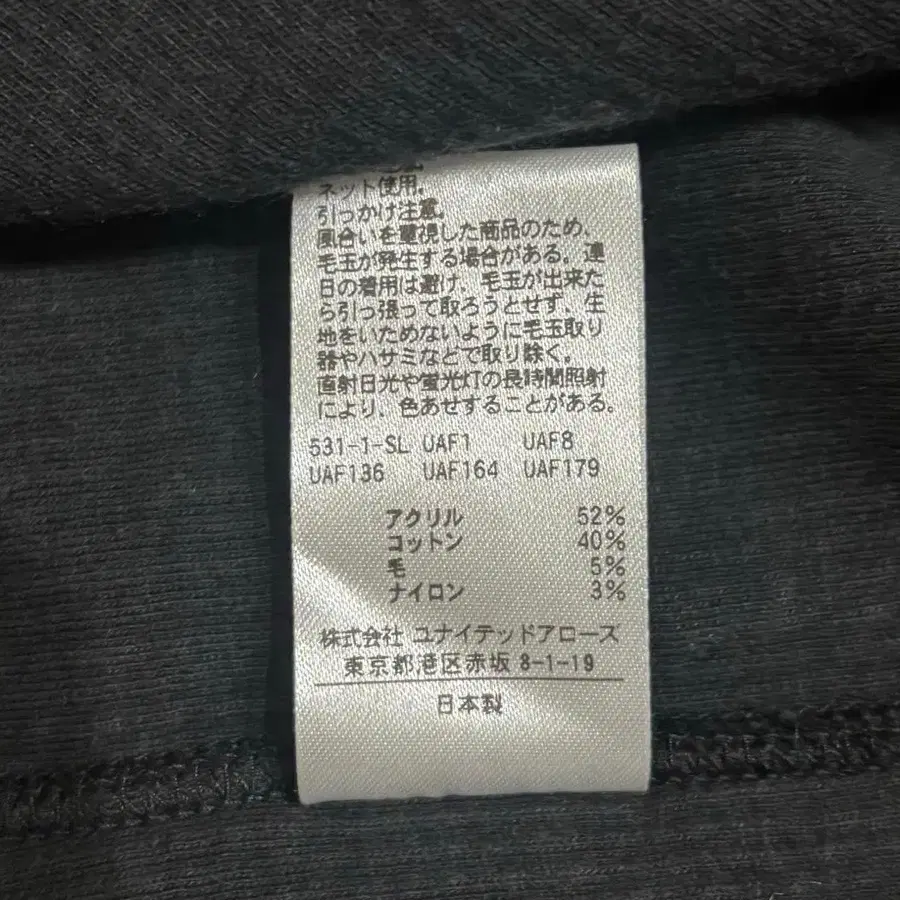 ネット使用。
引っかけ注意。
風合いを重視した商品のため、
毛玉が発生する場合がある。連
日の着用は避け、毛玉が出来た
ら引っ張って取ろうとせず、生
地をいためないように毛玉取り
器やハサミなどで取り除く。
直射日光や蛍光灯の長時間照射
により、色あせすることがある。
531-1-SL UAF1 UAF8
UAF136 UAF164 UAF179
アクリル 52%
コットン 40%
毛 5%
ナイロン 3%
株式会社 ユナイテッドアローズ
東京都港区赤坂 8-1-19
日本製